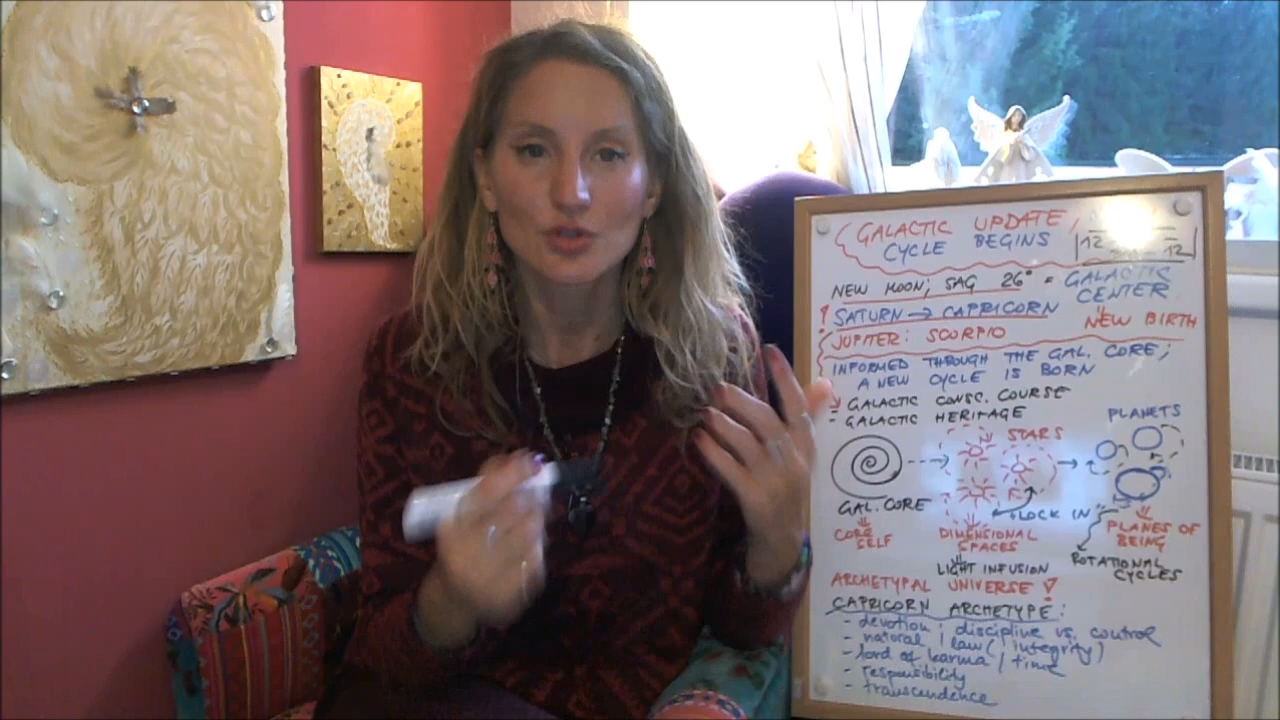 GALACTIC UPDATE,
CYCLE BEGINS
12 12
NEW MOON; SAG 26° = GALACTIC
CENTER
! SATURN → CAPRICORN
NEW BIRTH
JUPITER: SCORPIO
INFORMED THROUGH THE GAL. CORE;
A NEW CYCLE IS BORN
- GALACTIC CONSC. COURSE
- GALACTIC HERITAGE
PLANETS
STARS
GAL. CORE
LOCK IN
CORE
SELF
DIMENSIONAL
SPACES
PLANES OF
BEING
LIGHT INFUSION
ROTATIONAL
CYCLES
ARCHETYPAL UNIVERSE !
CAPRICORN ARCHETYPE:
- devotion; discipline vs. control
- natural law (integrity)
- lord of karma / time
- responsibility
- transcendence